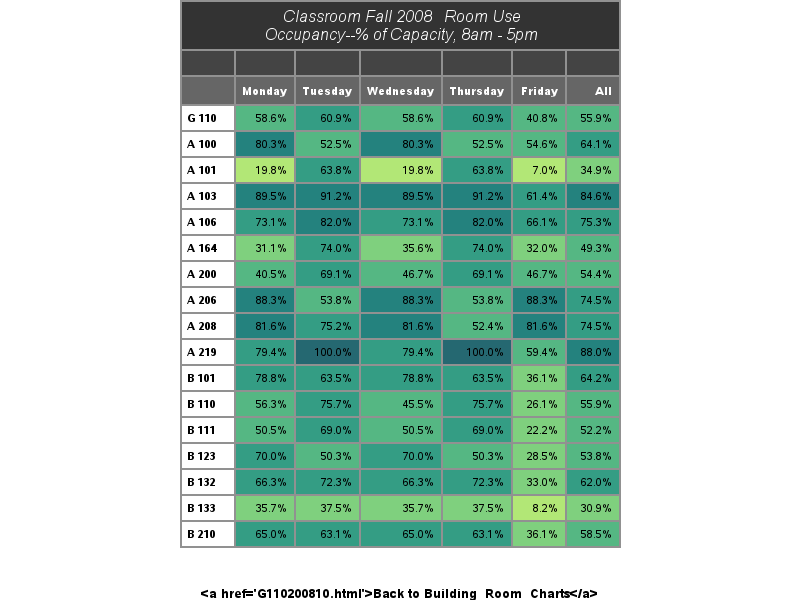 Classroom Fall 2008 Room Use
Occupancy--% of Capacity, 8am - 5pm
Monday Tuesday Wednesday Thursday Friday All
G 110 58.6% 60.9% 58.6% 60.9% 40.8% 55.9%
A 100 80.3% 52.5% 80.3% 52.5% 54.6% 64.1%
A 101 19.8% 63.8% 19.8% 63.8% 7.0% 34.9%
A 103 89.5% 91.2% 89.5% 91.2% 61.4% 84.6%
A 106 73.1% 82.0% 73.1% 82.0% 66.1% 75.3%
A 164 31.1% 74.0% 35.6% 74.0% 32.0% 49.3%
A 200 40.5% 69.1% 46.7% 69.1% 46.7% 54.4%
A 206 88.3% 53.8% 88.3% 53.8% 88.3% 74.5%
A 208 81.6% 75.2% 81.6% 52.4% 81.6% 74.5%
A 219 79.4% 100.0% 79.4% 100.0% 59.4% 88.0%
B 101 78.8% 63.5% 78.8% 63.5% 36.1% 64.2%
B 110 56.3% 75.7% 45.5% 75.7% 26.1% 55.9%
B 111 50.5% 69.0% 50.5% 69.0% 22.2% 52.2%
B 123 70.0% 50.3% 70.0% 50.3% 28.5% 53.8%
B 132 66.3% 72.3% 66.3% 72.3% 33.0% 62.0%
B 133 35.7% 37.5% 35.7% 37.5% 8.2% 30.9%
B 210 65.0% 63.1% 65.0% 63.1% 36.1% 58.5%
<a href='G110200810.html'>Back to Building  Room  Charts</a>